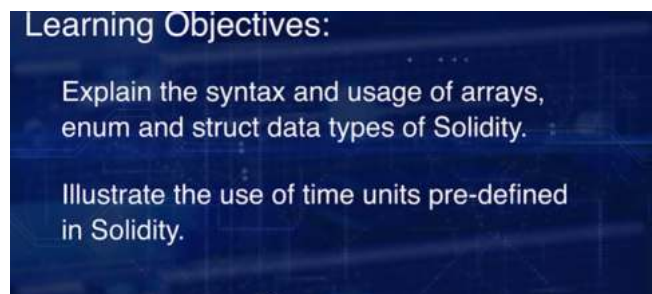 Learning Objectives:
Explain the syntax and usage of arrays,
enum and struct data types of Solidity.
Illustrate the use of time units pre-defined
in Solidity.